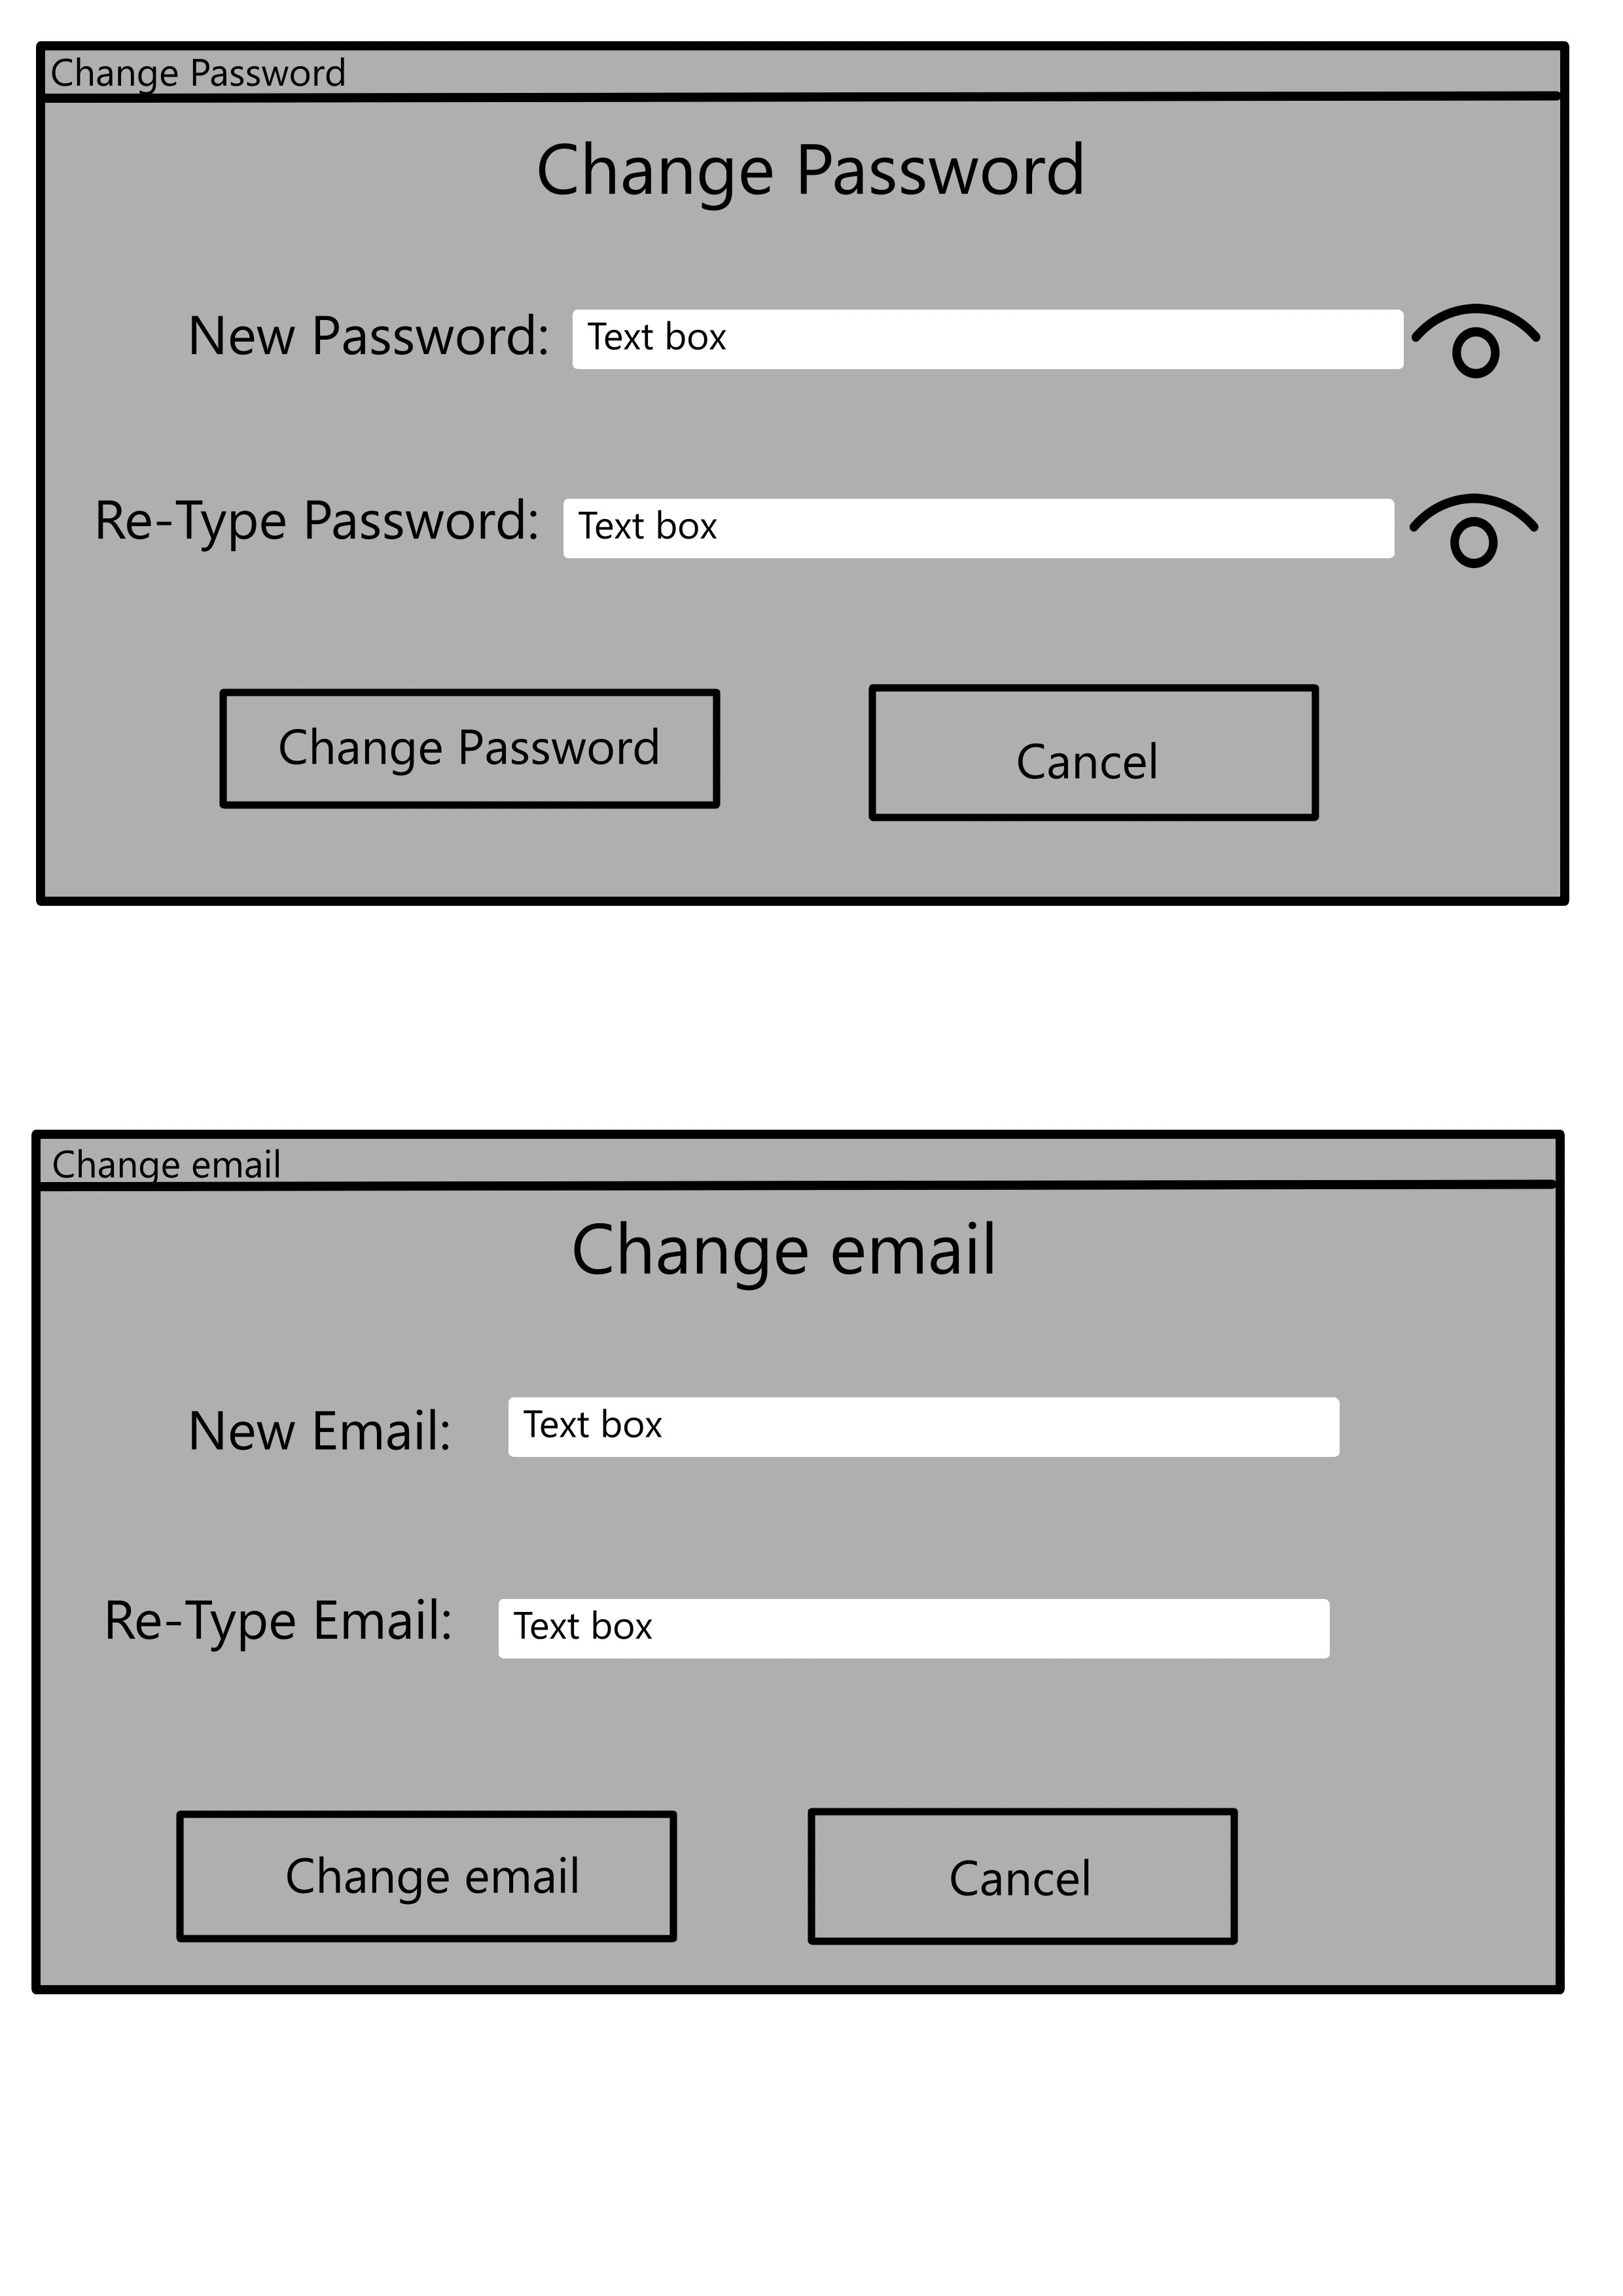 Change Password
Change Password
New Password: Text box
Re-Type Password: Text box
Change Password Cancel
Change email
Change email
New Email: Text box
Re-Type Email: Text box
Change email Cancel